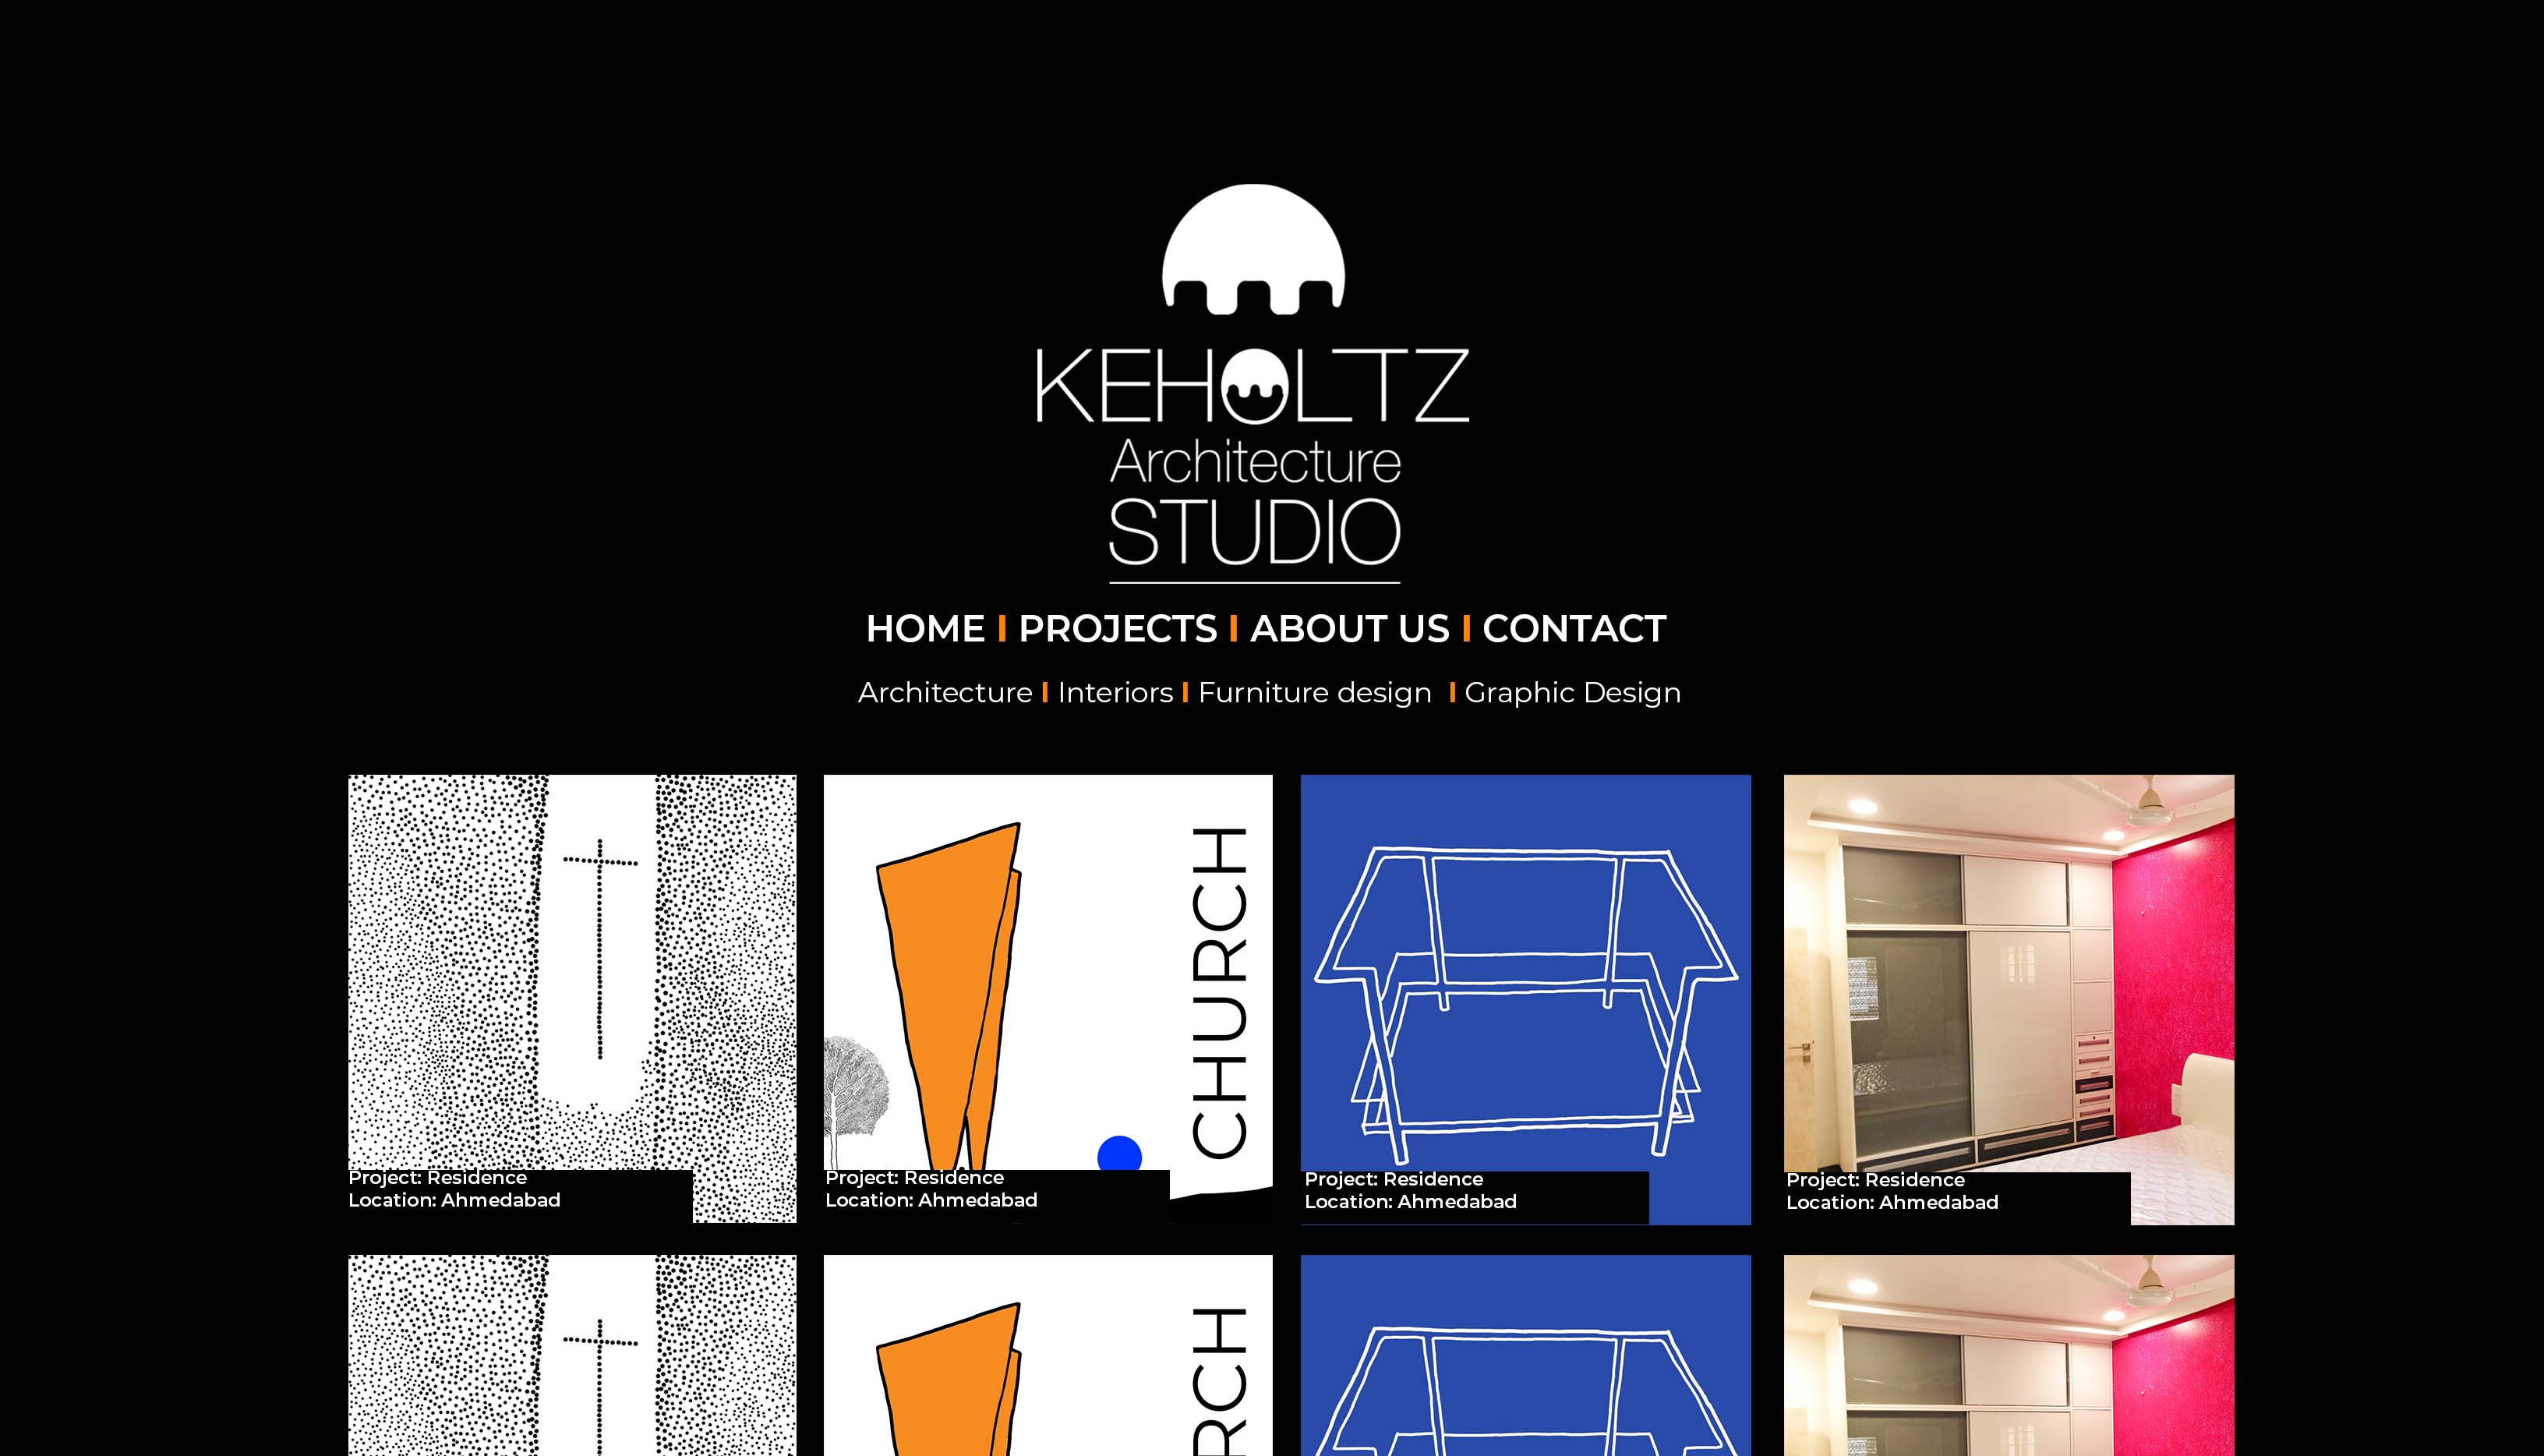 KEHOLTZ
Architecture
STUDIO
HOME I PROJECTS I ABOUT US I CONTACT
Architecture I Interiors I Furniture design I Graphic Design
CHURCH
Project: Residence
Location: Ahmedabad
Project: Residence
Location: Ahmedabad
Project: Residence
Location: Ahmedabad
Project: Residence
Location: Ahmedabad
RCH